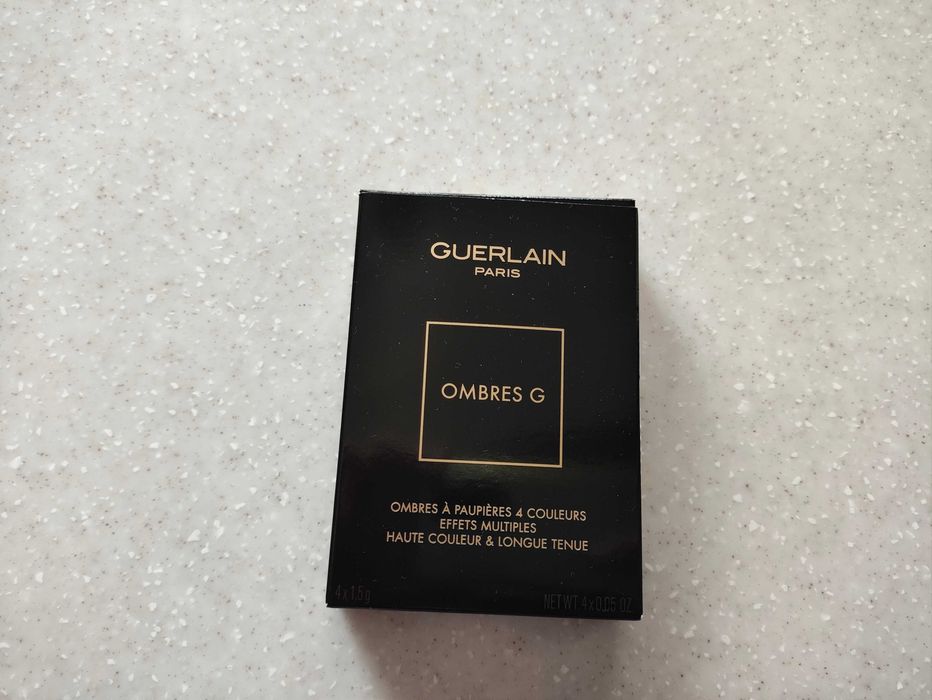 GUERLAIN
PARIS
OMBRES G
OMBRES À PAUPIÈRES 4 COULEURS
EFFETS MULTIPLES
HAUTE COULEUR & LONGUE TENUE
4 x 1,5 g
NET WT. 4 x 0.05 OZ.